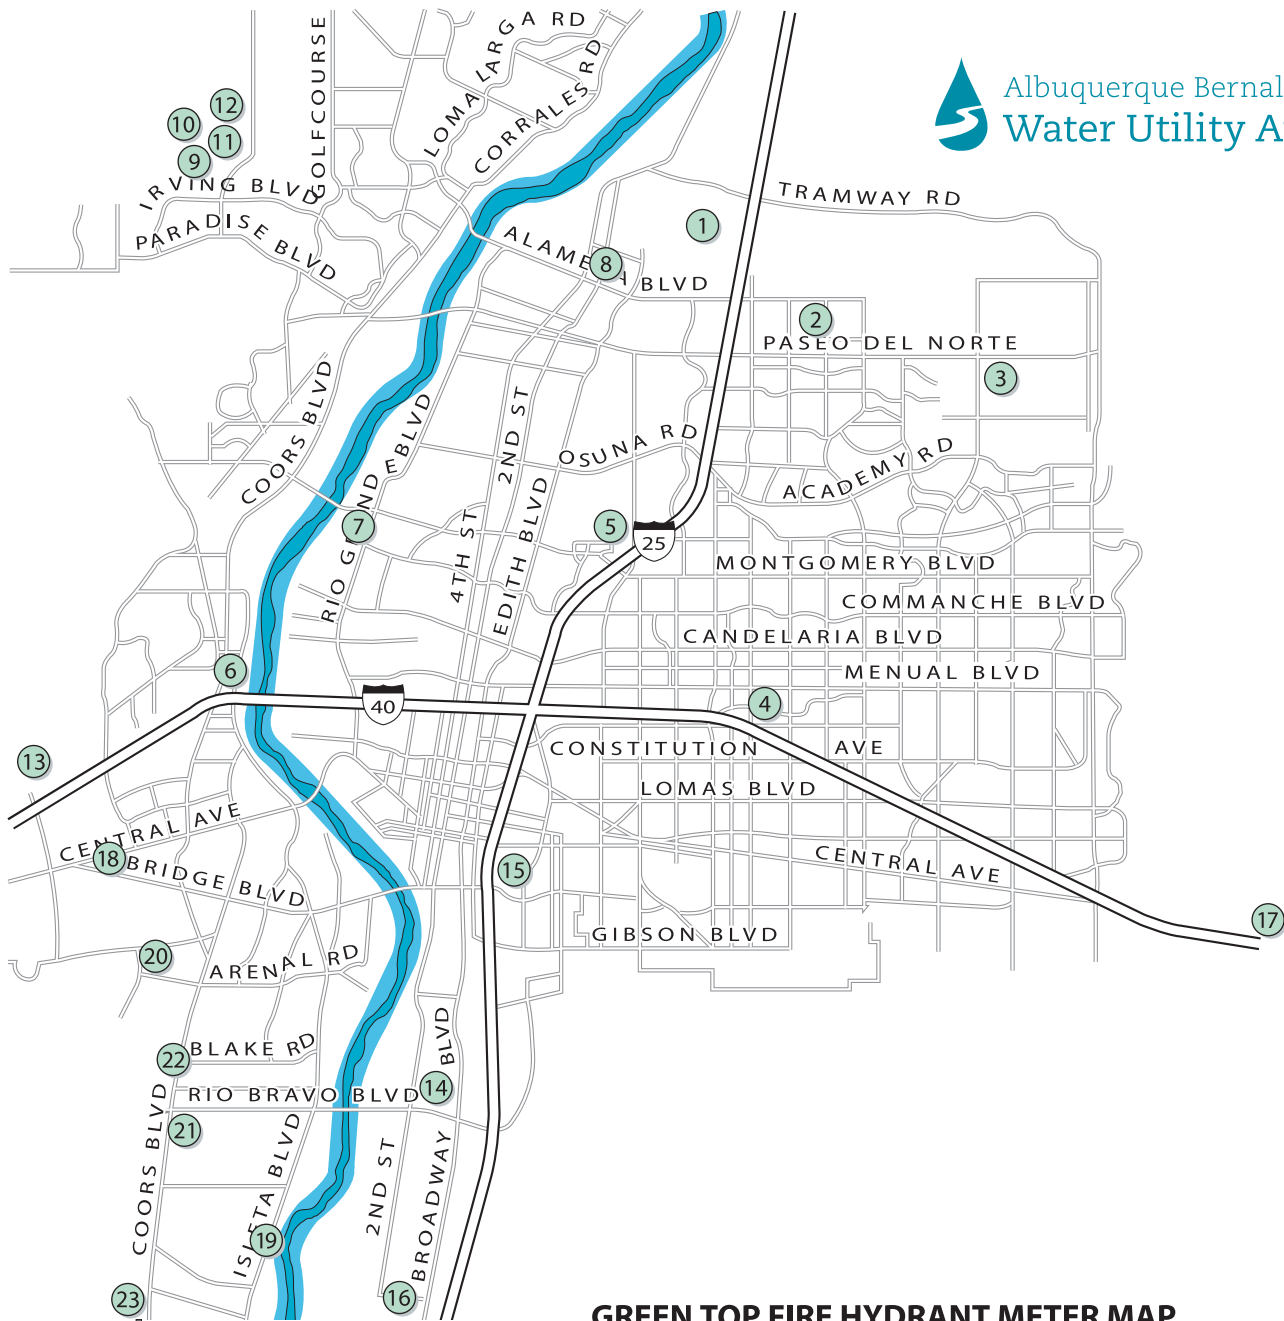 GOLFCOURSE
LOMA LARGA RD
CORRALES RD
Albuquerque Bernal
Water Utility A
12
10
11
9
IRVING BLVD
PARADISE BLVD
TRAMWAY RD
1
ALAMEDA BLVD
8
2
PASEO DEL NORTE
3
COORS BLVD
RIO GRANDE BLVD
2ND ST
OSUNA RD
ACADEMY RD
7
4TH ST
EDITH BLVD
5
25
MONTGOMERY BLVD
COMMANCHE BLVD
CANDELARIA BLVD
MENUAL BLVD
6
40
4
13
CONSTITUTION AVE
LOMAS BLVD
CENTRAL AVE
18
BRIDGE BLVD
15
CENTRAL AVE
17
GIBSON BLVD
20
ARENAL RD
22
BLAKE RD
RIO BRAVO BLVD
14
21
COORS BLVD
ISLETA BLVD
2ND ST
BROADWAY BLVD
19
23
16
GREEN TOP FIRE HYDRANT METER MAP